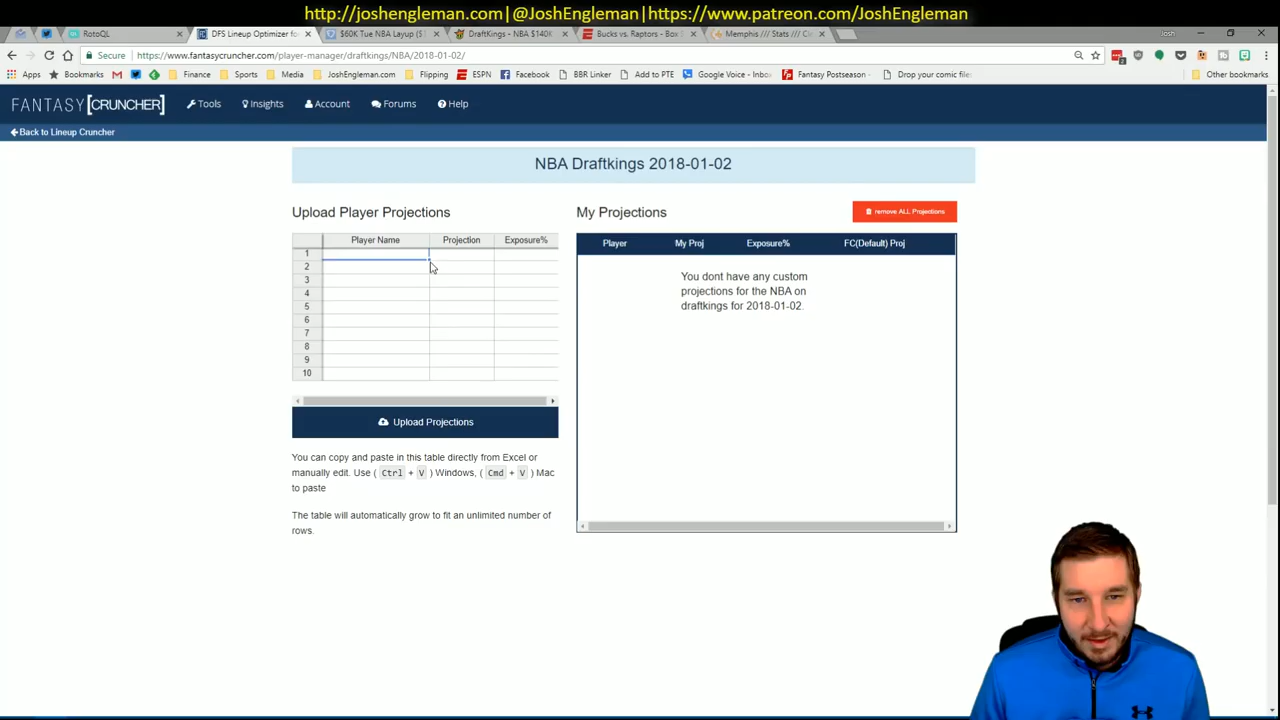 http://joshengleman.com|@JoshEngleman|https://www.patreon.com/JoshEngleman
RotoQL
DFS Lineup Optimizer for
$60K Tue NBA Layup ($
DraftKings - NBA $140K
Bucks vs. Raptors - Box S
Memphis /// Stats /// Cle
Josh
Secure
https://www.fantasycruncher.com/player-manager/draftkings/NBA/2018-01-02/
Apps
Bookmarks
Finance
Sports
Media
JoshEngleman.com
Flipping
ESPN
Facebook
BBR Linker
Add to PTE
Google Voice - Inbo
Fantasy Postseason -
Drop your comic file
Other bookmarks
FANTASY[CRUNCHER]
Tools
Insights
Account
Forums
Help
Back to Lineup Cruncher
NBA Draftkings 2018-01-02
Upload Player Projections
Player Name Projection Exposure%
1
2
3
4
5
6
7
8
9
10
Upload Projections
You can copy and paste in this table directly from Excel or
manually edit. Use ( Ctrl + V ) Windows, ( Cmd + V ) Mac
to paste
The table will automatically grow to fit an unlimited number of
rows.
My Projections
remove ALL Projections
Player My Proj Exposure% FC(Default) Proj
You dont have any custom
projections for the NBA on
draftkings for 2018-01-02.